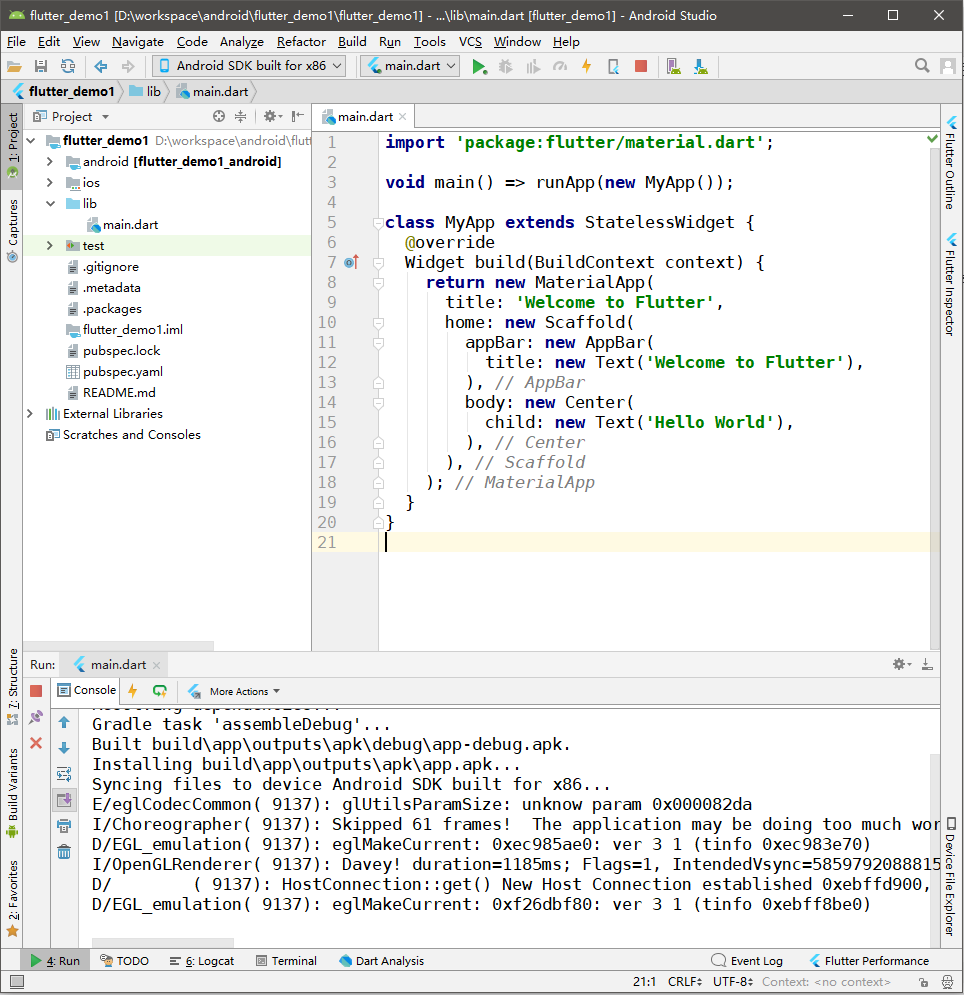 flutter_demo1 [D:\workspace\android\flutter_demo1\flutter_demo1] - ...\lib\main.dart [flutter_demo1] - Android Studio
File Edit View Navigate Code Analyze Refactor Build Run Tools VCS Window Help
Android SDK built for x86 main.dart
flutter_demo1 lib main.dart
1: Project
Captures
7: Structure
Build Variants
2: Favorites
Project
flutter_demo1 D:\workspace\android\flutt
android [flutter_demo1_android]
ios
lib
main.dart
test
.gitignore
.metadata
.packages
flutter_demo1.iml
pubspec.lock
pubspec.yaml
README.md
External Libraries
Scratches and Consoles
main.dart
1 import 'package:flutter/material.dart';
2
3 void main() => runApp(new MyApp());
4
5 class MyApp extends StatelessWidget {
6 @override
7 Widget build(BuildContext context) {
8 return new MaterialApp(
9 title: 'Welcome to Flutter',
10 home: new Scaffold(
11 appBar: new AppBar(
12 title: new Text('Welcome to Flutter'),
13 ), // AppBar
14 body: new Center(
15 child: new Text('Hello World'),
16 ), // Center
17 ), // Scaffold
18 ); // MaterialApp
19 }
20 }
21
Flutter Outline
Flutter Inspector
Device File Explorer
Run: main.dart
Console More Actions
Gradle task 'assembleDebug'...
Built build\app\outputs\apk\debug\app-debug.apk.
Installing build\app\outputs\apk\app.apk...
Syncing files to device Android SDK built for x86...
E/eglCodecCommon( 9137): glUtilsParamSize: unknow param 0x000082da
I/Choreographer( 9137): Skipped 61 frames!  The application may be doing too much wor
D/EGL_emulation( 9137): eglMakeCurrent: 0xec985ae0: ver 3 1 (tinfo 0xec983e70)
I/OpenGLRenderer( 9137): Davey! duration=1185ms; Flags=1, IntendedVsync=5859792088815
D/        ( 9137): HostConnection::get() New Host Connection established 0xebffd900,
D/EGL_emulation( 9137): eglMakeCurrent: 0xf26dbf80: ver 3 1 (tinfo 0xebff8be0)
4: Run TODO 6: Logcat Terminal Dart Analysis Event Log Flutter Performance
21:1 CRLF UTF-8 Context: <no context>